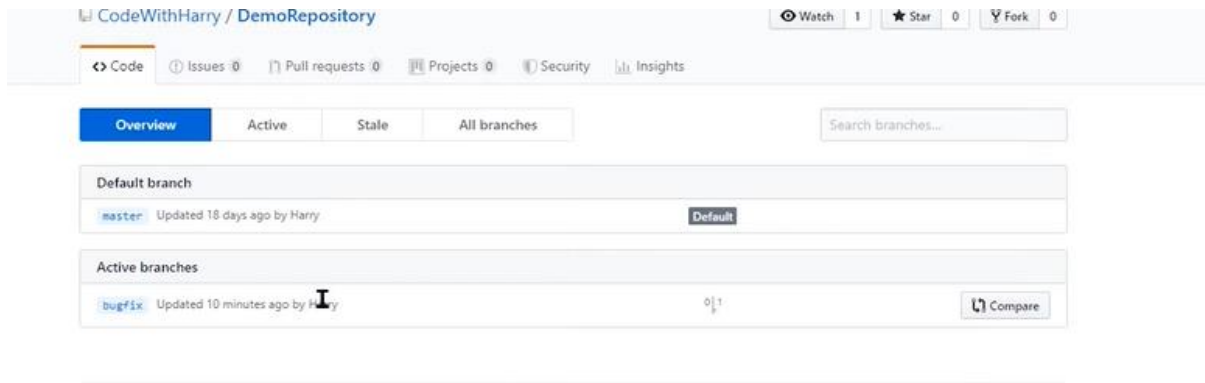 CodeWithHarry / DemoRepository
Watch 1 Star 0 Fork 0
<> Code Issues 0 Pull requests 0 Projects 0 Security Insights
Overview Active Stale All branches Search branches...
Default branch
master Updated 18 days ago by Harry Default
Active branches
bugfix Updated 10 minutes ago by Harry 0 1 Compare